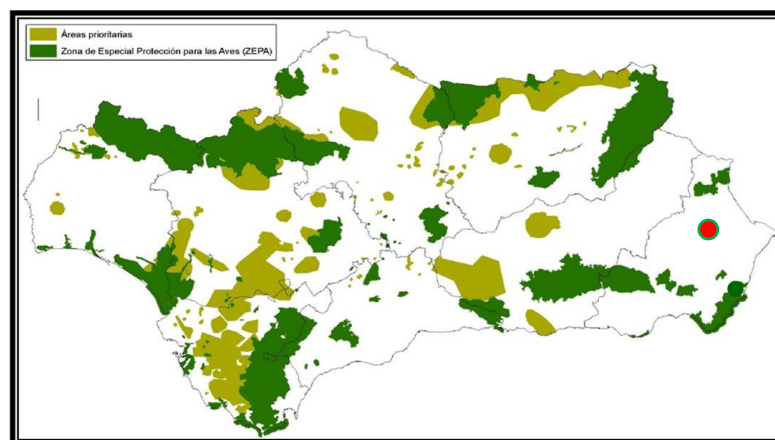 Áreas prioritarias
Zona de Especial Protección para las Aves (ZEPA)